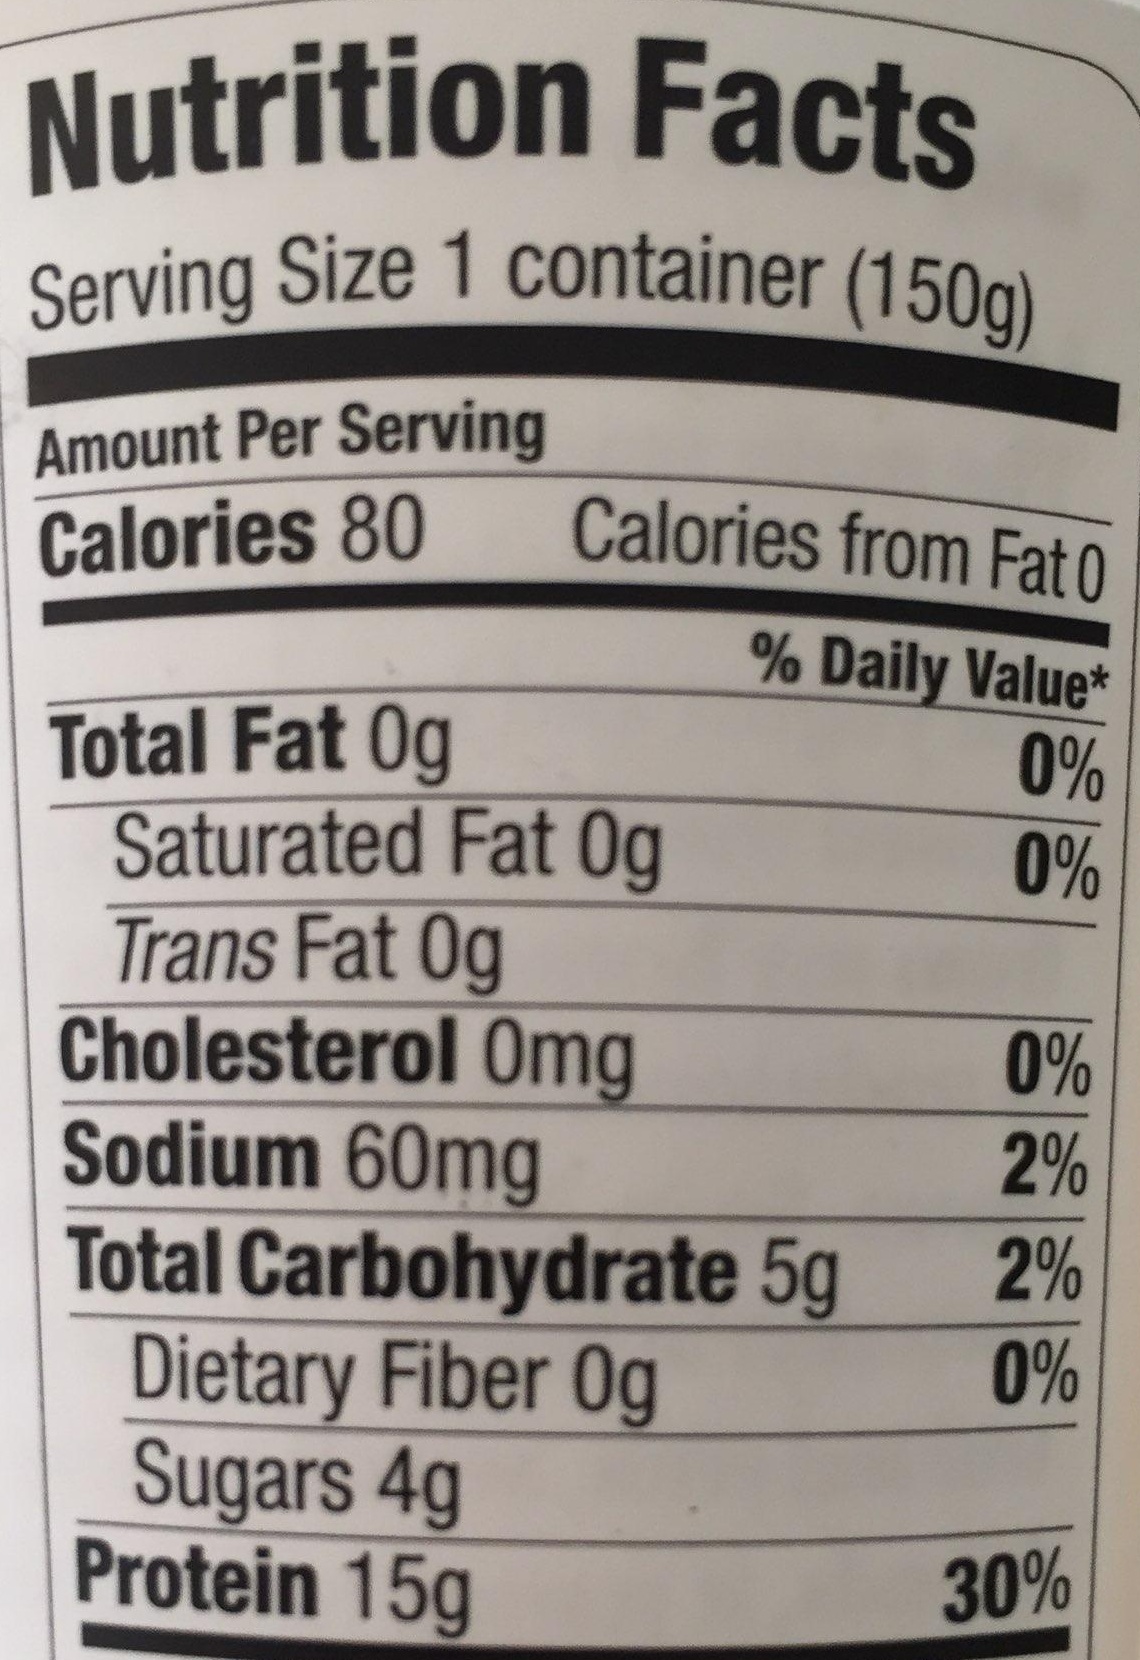 Nutrition Facts
Serving Size 1 container (150g)
Amount Per Serving
Calories 80 Calories from Fat 0
% Daily Value*
Total Fat 0g 0%
Saturated Fat 0g 0%
Trans Fat 0g
Cholesterol 0mg 0%
Sodium 60mg 2%
Total Carbohydrate 5g 2%
Dietary Fiber 0g 0%
Sugars 4g
Protein 15g 30%